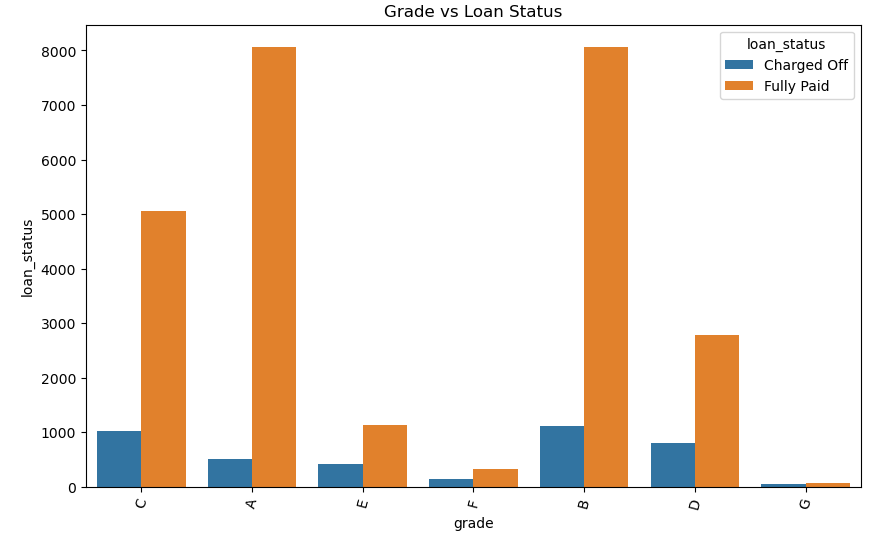 Grade vs Loan Status
loan_status
Charged Off
Fully Paid
8000
7000
6000
5000
4000
3000
2000
1000
0
loan_status
C
A
E
F
B
D
G
grade